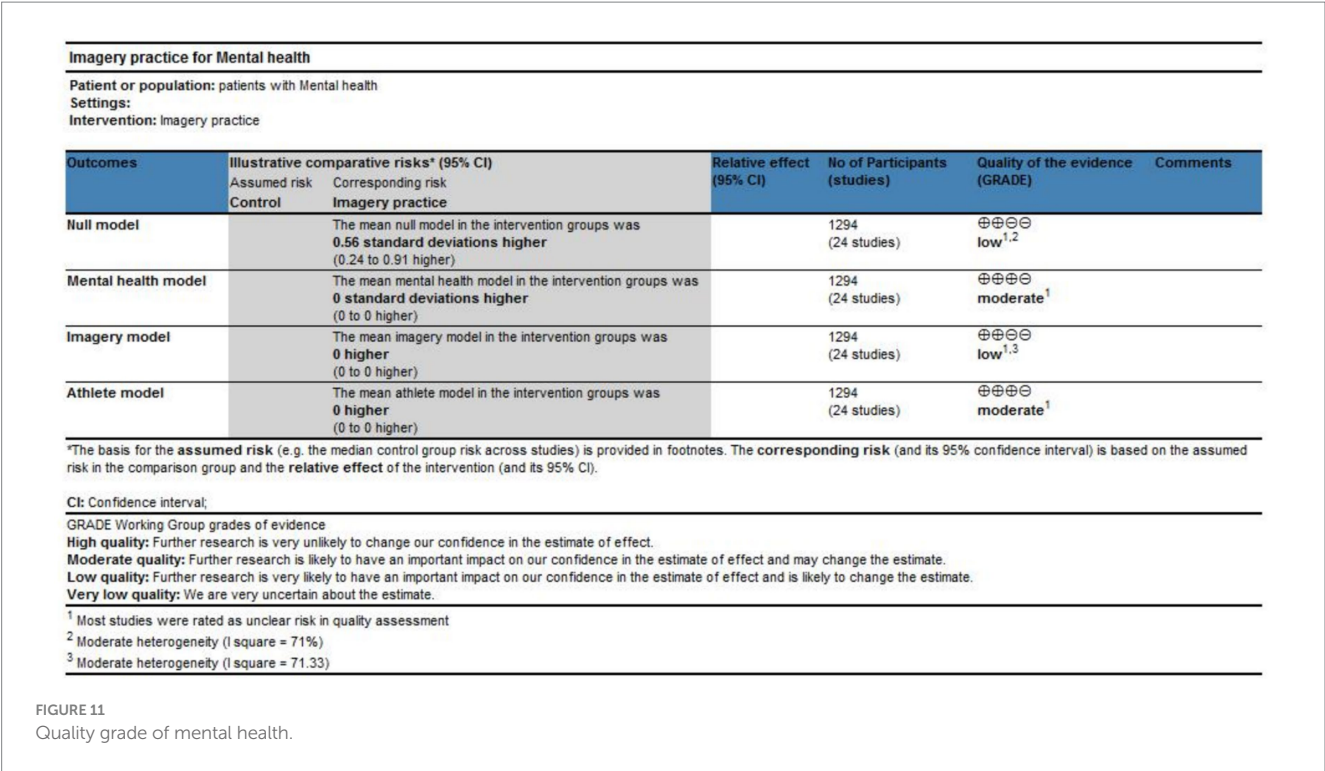 Imagery practice for Mental health
Patient or population: patients with Mental health
Settings:
Intervention: Imagery practice
Outcomes Illustrative comparative risks* (95% CI) Relative effect No of Participants Quality of the evidence Comments
Assumed risk Corresponding risk (95% CI) (studies) (GRADE)
Control Imagery practice
Null model The mean null model in the intervention groups was 1294 ⊕⊕⊖⊖
0.56 standard deviations higher (24 studies) low1,2
(0.24 to 0.91 higher)
Mental health model The mean mental health model in the intervention groups was 1294 ⊕⊕⊕⊖
0 standard deviations higher (24 studies) moderate1
(0 to 0 higher)
Imagery model The mean imagery model in the intervention groups was 1294 ⊕⊕⊖⊖
0 higher (24 studies) low1,3
(0 to 0 higher)
Athlete model The mean athlete model in the intervention groups was 1294 ⊕⊕⊕⊖
0 higher (24 studies) moderate1
(0 to 0 higher)
*The basis for the assumed risk (e.g. the median control group risk across studies) is provided in footnotes. The corresponding risk (and its 95% confidence interval) is based on the assumed
risk in the comparison group and the relative effect of the intervention (and its 95% CI).
CI: Confidence interval;
GRADE Working Group grades of evidence
High quality: Further research is very unlikely to change our confidence in the estimate of effect.
Moderate quality: Further research is likely to have an important impact on our confidence in the estimate of effect and may change the estimate.
Low quality: Further research is very likely to have an important impact on our confidence in the estimate of effect and is likely to change the estimate.
Very low quality: We are very uncertain about the estimate.
1 Most studies were rated as unclear risk in quality assessment
2 Moderate heterogeneity (I square = 71%)
3 Moderate heterogeneity (I square = 71.33)
FIGURE 11
Quality grade of mental health.